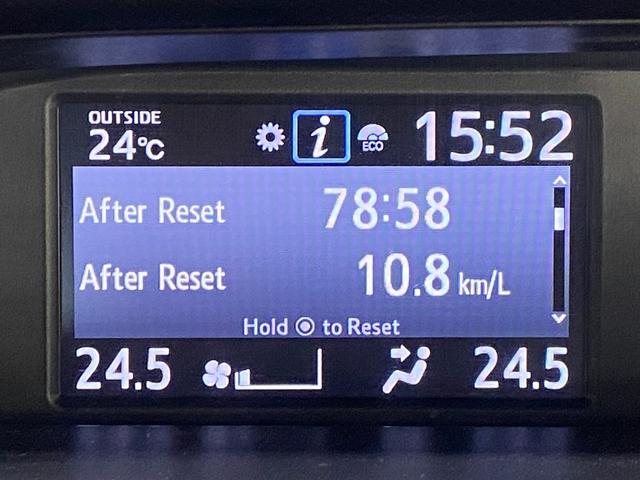 OUTSIDE
24°C
i
ECO
15:52
After Reset 78:58
After Reset 10.8 km/L
Hold ◉ to Reset
24.5 24.5